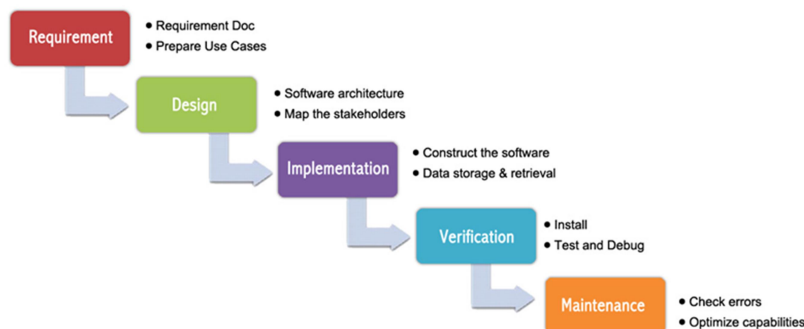 Requirement
• Requirement Doc
• Prepare Use Cases
Design
• Software architecture
• Map the stakeholders
Implementation
• Construct the software
• Data storage & retrieval
Verification
• Install
• Test and Debug
Maintenance
• Check errors
• Optimize capabilities